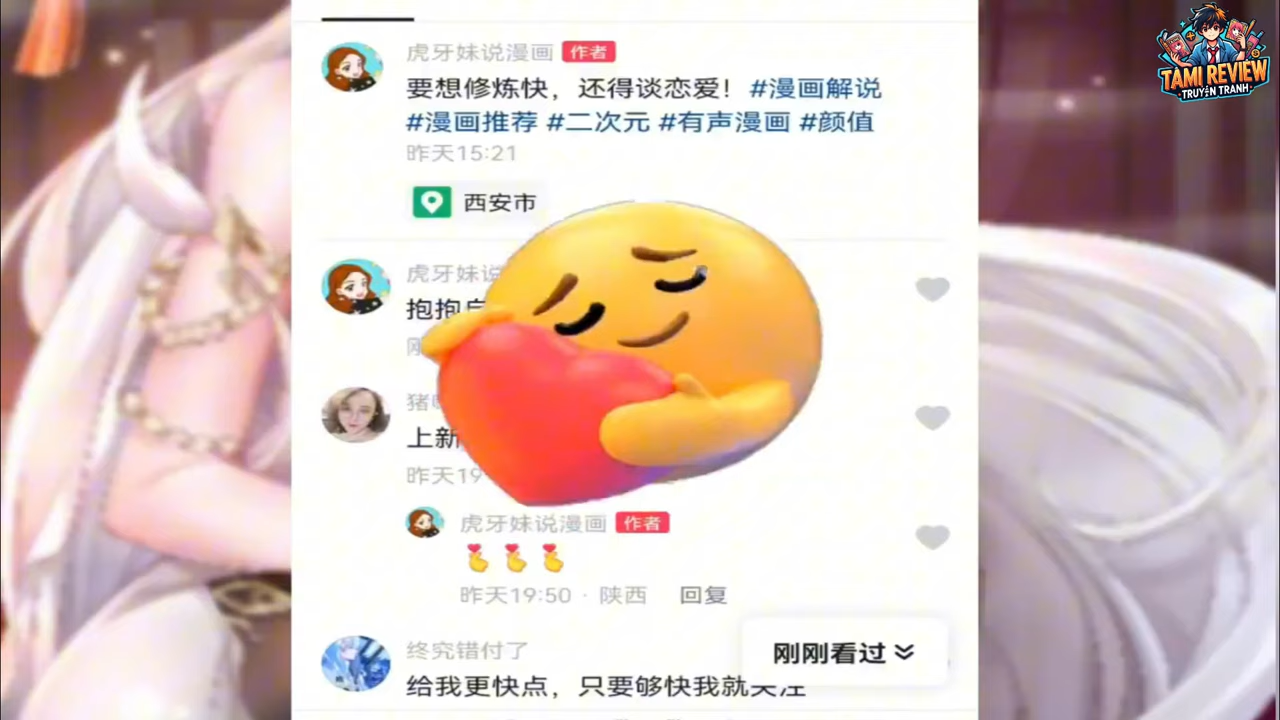 TAMI REVIEW
TRUYỆN TRANH
虎牙妹说漫画 作者
要想修炼快，还得谈恋爱！#漫画解说
#漫画推荐 #二次元 #有声漫画 #颜值
昨天15:21
西安市
虎牙妹说
抱抱
刚
猪
上新
昨天19
虎牙妹说漫画 作者
昨天19:50 · 陕西 回复
终究错付了
刚刚看过
给我更快点，只要够快我就关注